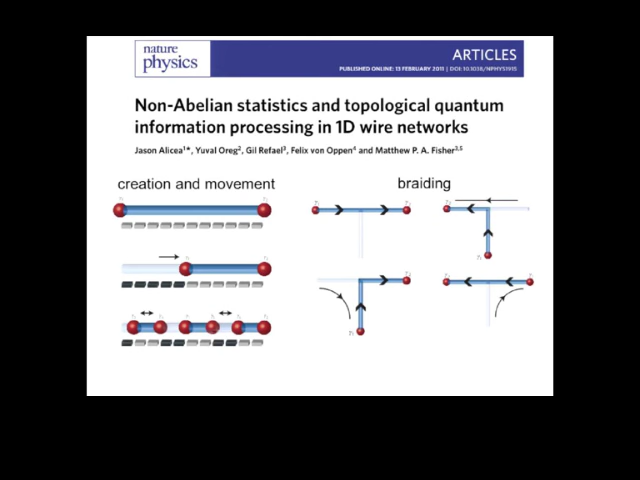 nature
physics
ARTICLES
PUBLISHED ONLINE: 13 FEBRUARY 2011 | DOI: 10.1038/NPHYS1915
Non-Abelian statistics and topological quantum
information processing in 1D wire networks
Jason Alicea¹*, Yuval Oreg², Gil Refael³, Felix von Oppen⁴ and Matthew P. A. Fisher³,⁵
creation and movement
braiding